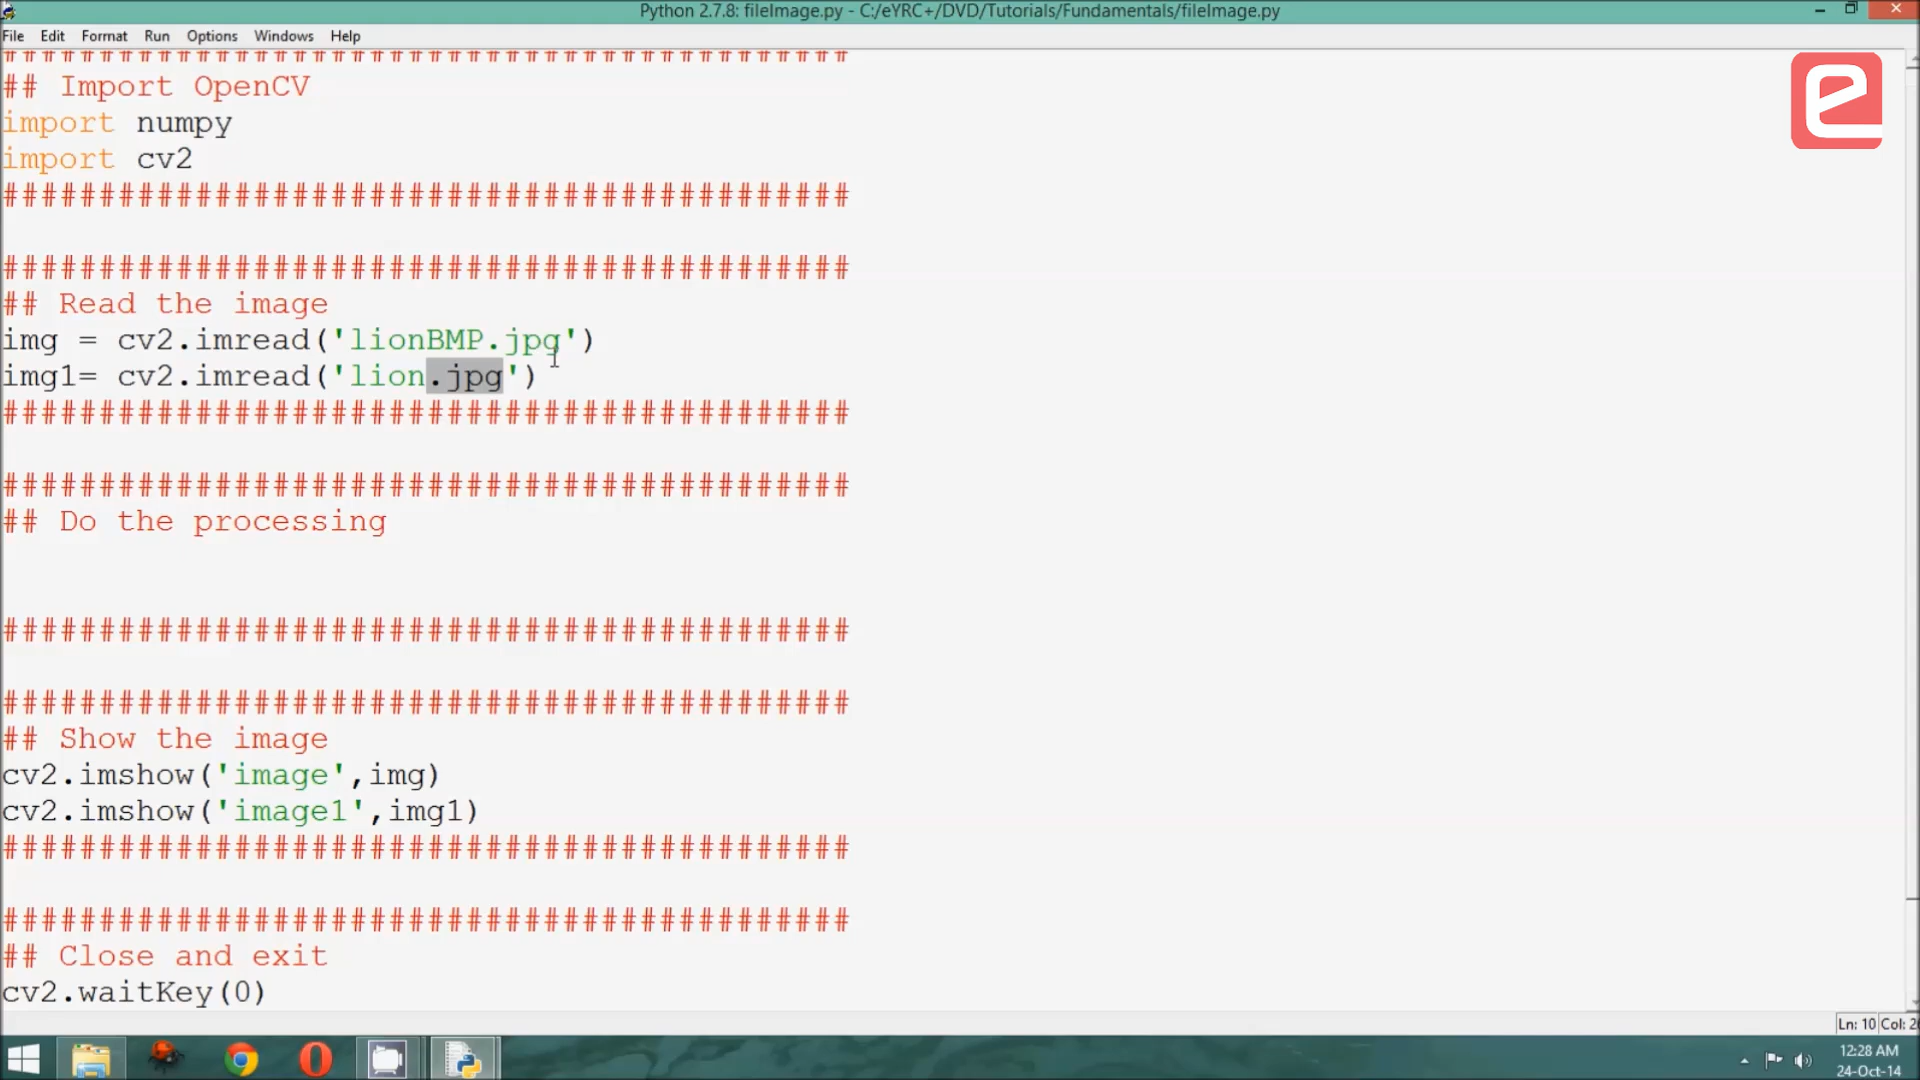 Python 2.7.8: fileImage.py - C:/eYRC+/DVD/Tutorials/Fundamentals/fileImage.py
File Edit Format Run Options Windows Help
############################################
## Import OpenCV
import numpy
import cv2
############################################
############################################
## Read the image
img = cv2.imread('lionBMP.jpg')
img1= cv2.imread('lion.jpg')
############################################
############################################
## Do the processing
############################################
############################################
## Show the image
cv2.imshow('image',img)
cv2.imshow('image1',img1)
############################################
############################################
## Close and exit
cv2.waitKey(0)
Ln: 10 Col: 2
12:28 AM
24-Oct-14